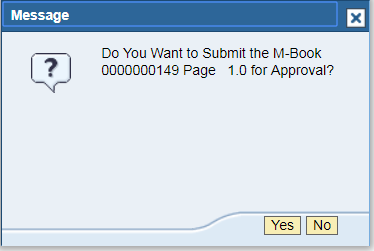 Message
Do You Want to Submit the M-Book
0000000149 Page   1.0 for Approval?
Yes No